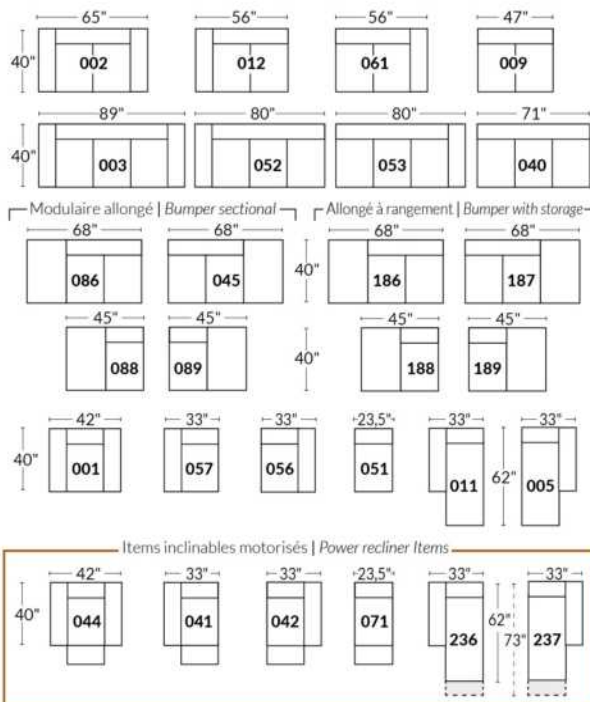 65" 56" 56" 47"
40" 002 012 061 009
89" 80" 80" 71"
40" 003 052 053 040
Modulaire allongé | Bumper sectional Allongé à rangement | Bumper with storage
68" 68" 68" 68"
086 045 40" 186 187
45" 45" 45" 45"
088 089 40" 188 189
42" 33" 33" 23,5" 33" 33"
40" 001 057 056 051 011 62" 005
Items inclinables motorisés | Power recliner Items
42" 33" 33" 23,5" 33" 33"
40" 044 041 042 071 236 62" 73" 237